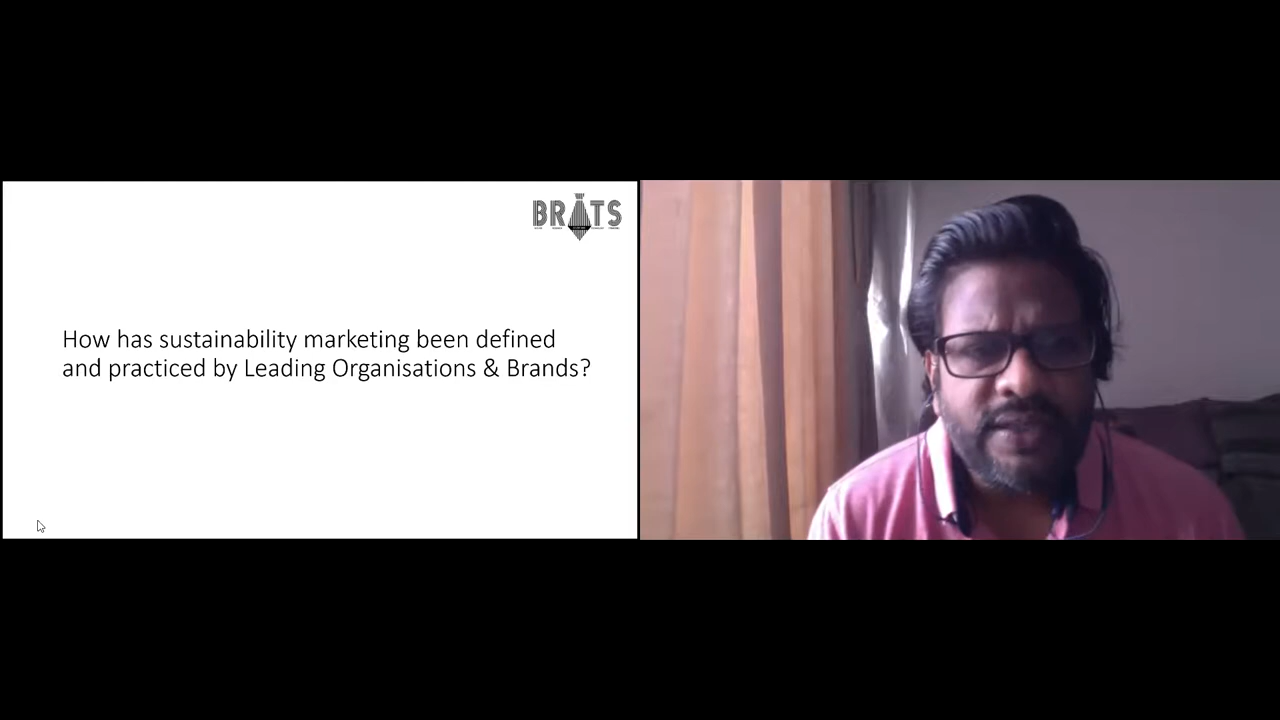 BRATS
How has sustainability marketing been defined
and practiced by Leading Organisations & Brands?